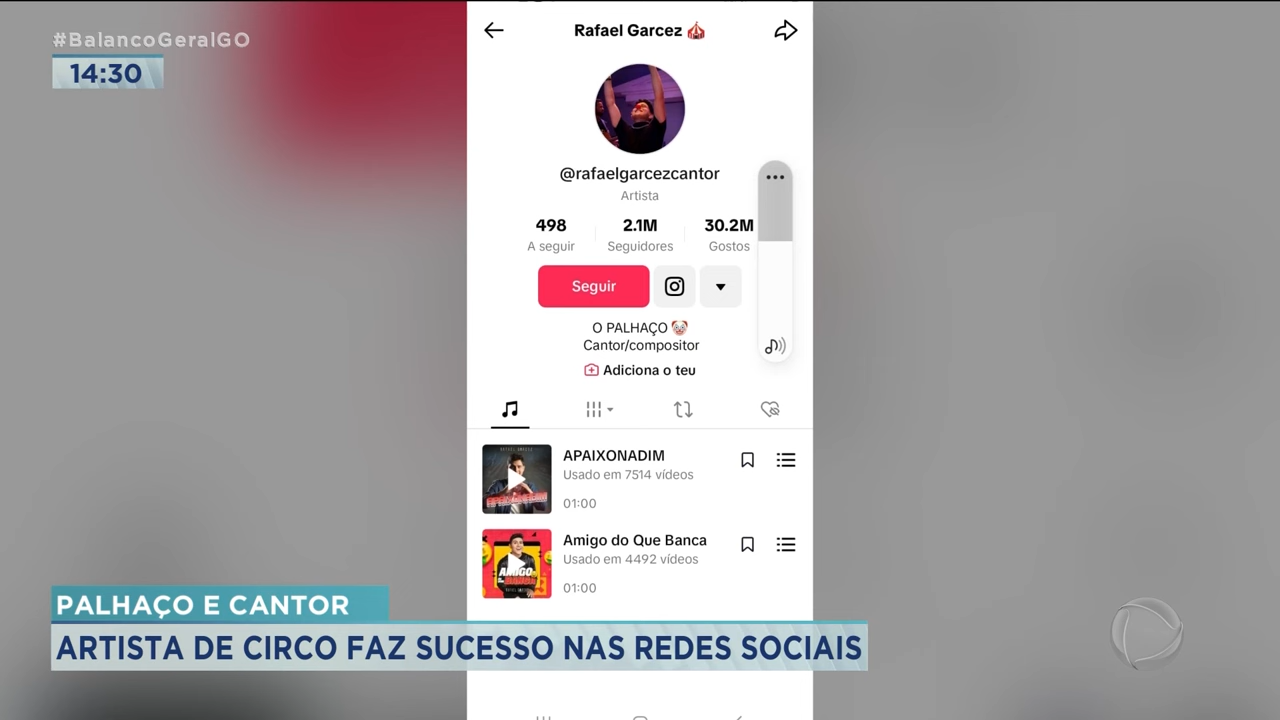 #BalancoGeralGO
14:30
Rafael Garcez 🎪
@rafaelgarcezcantor
Artista
498
A seguir
2.1M
Seguidores
30.2M
Gostos
Seguir
O PALHAÇO 🤡
Cantor/compositor
Adiciona o teu
APAIXONADIM
Usado em 7514 vídeos
01:00
Amigo do Que Banca
Usado em 4492 vídeos
01:00
PALHAÇO E CANTOR
ARTISTA DE CIRCO FAZ SUCESSO NAS REDES SOCIAIS